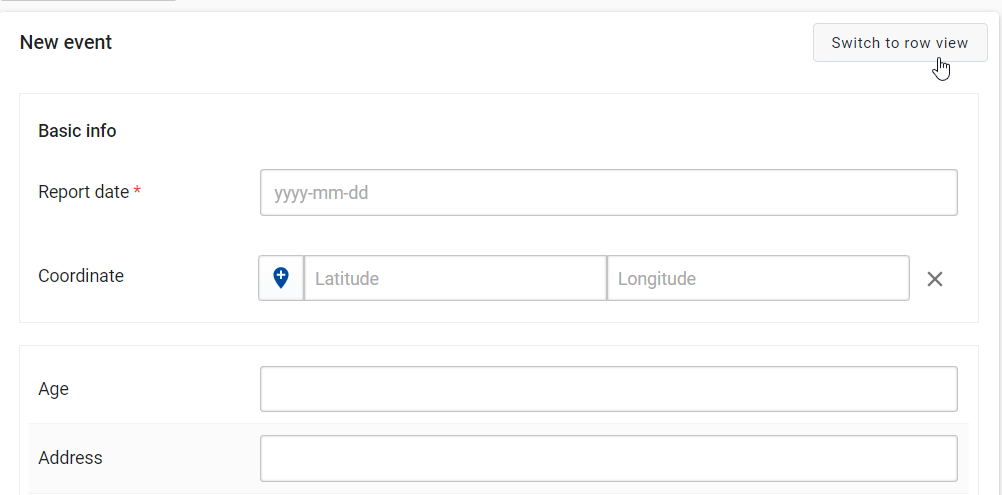 New event
Switch to row view
Basic info
Report date *
yyyy-mm-dd
Coordinate
Latitude
Longitude
Age
Address